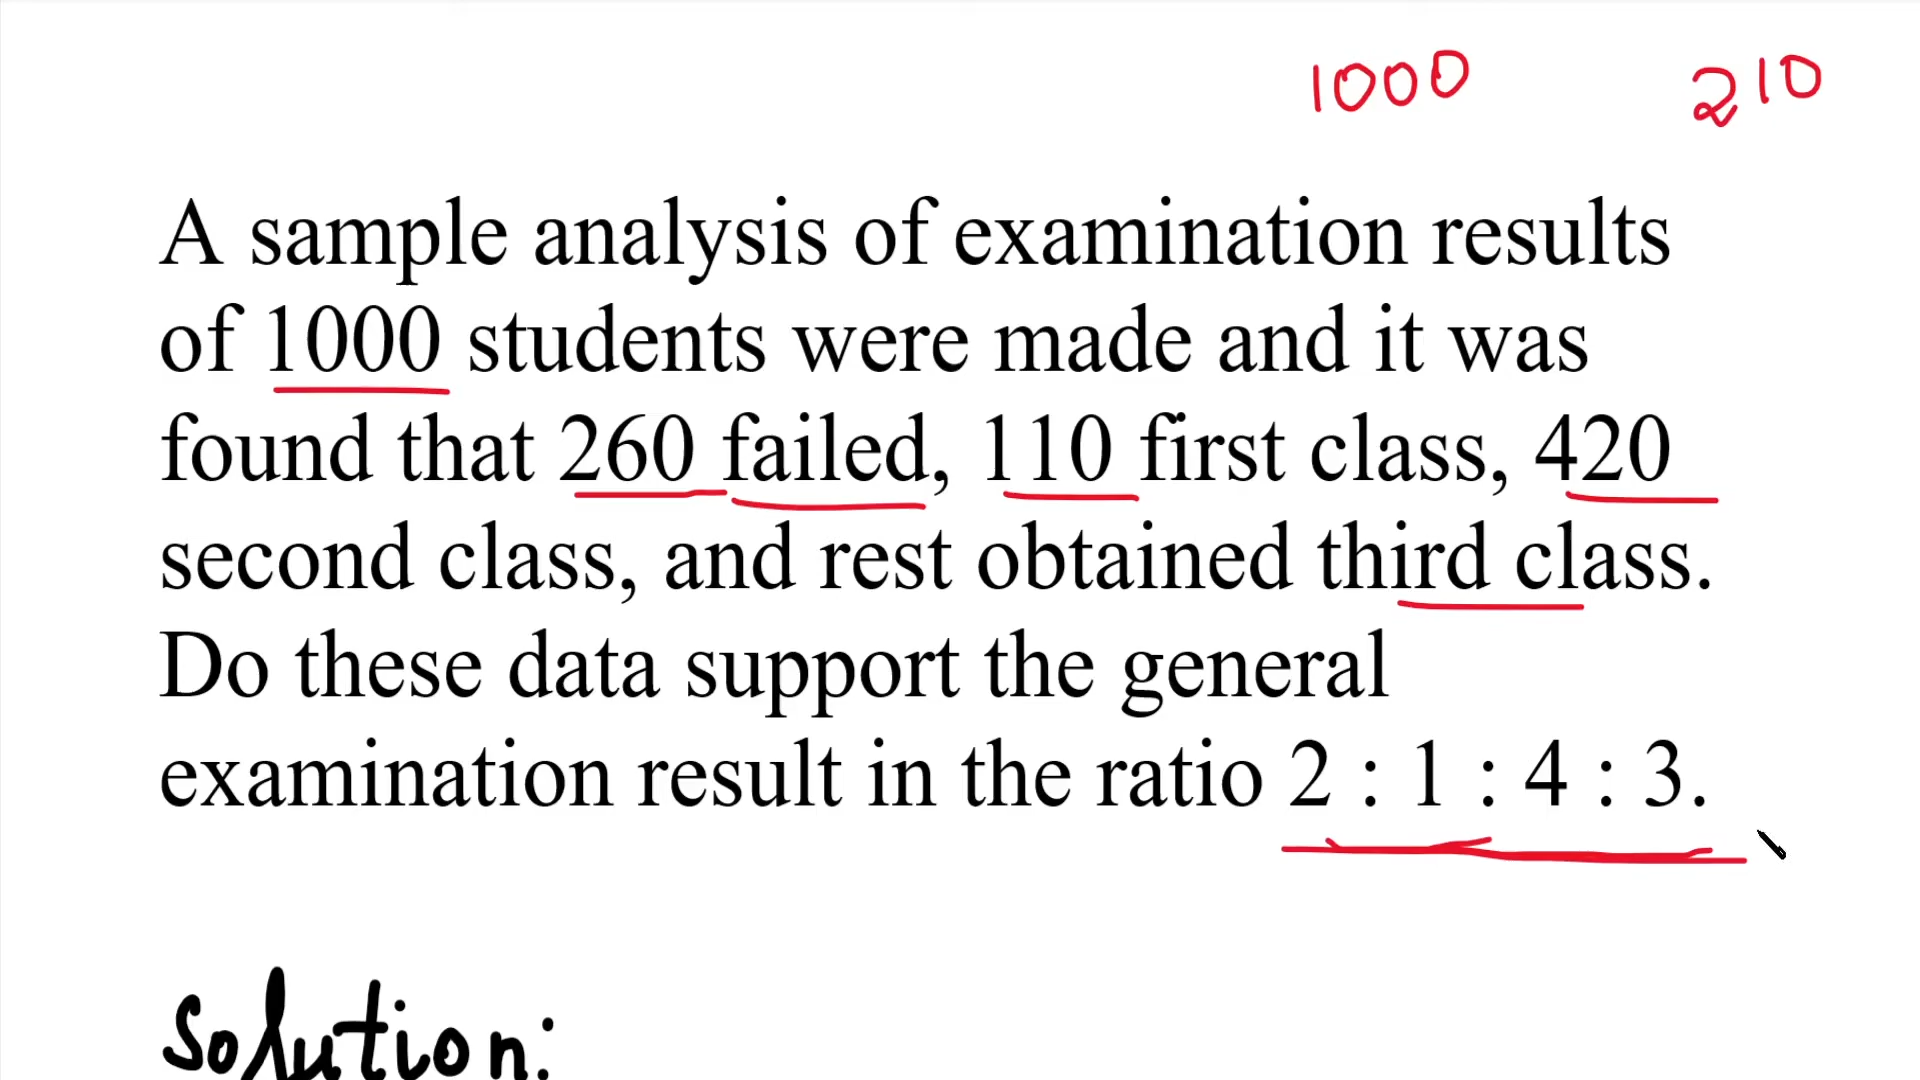 1000 210
A sample analysis of examination results
of 1000 students were made and it was
found that 260 failed, 110 first class, 420
second class, and rest obtained third class.
Do these data support the general
examination result in the ratio 2 : 1 : 4 : 3.
Solution: